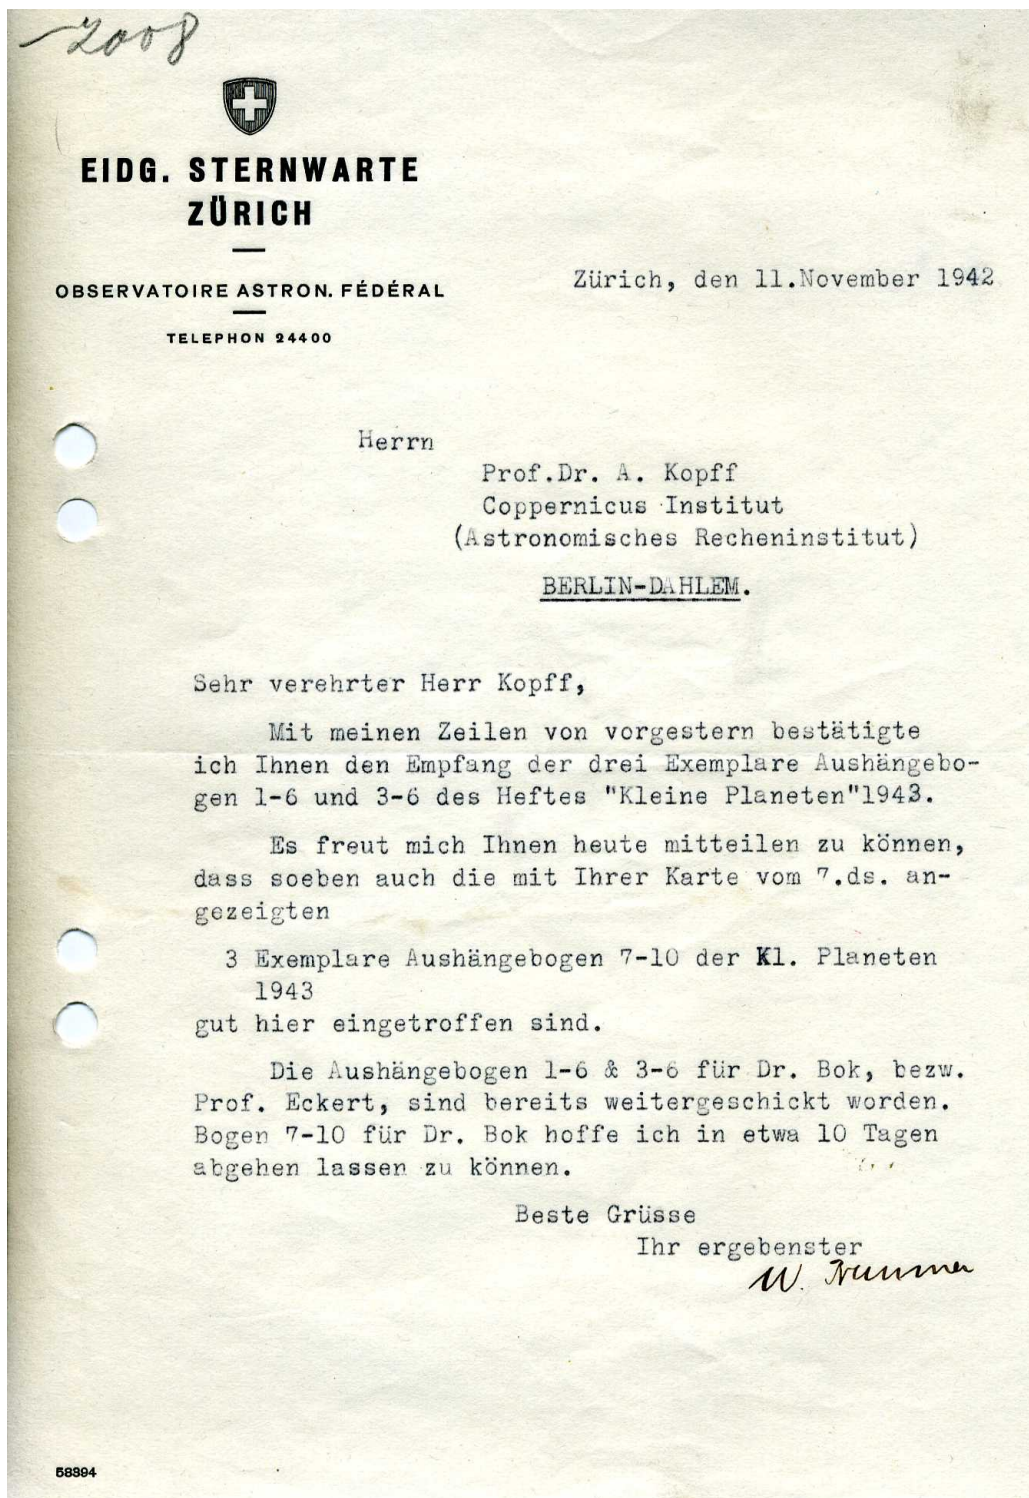 2008
EIDG. STERNWARTE
ZÜRICH
OBSERVATOIRE ASTRON. FÉDÉRAL
TELEPHON 24400
Zürich, den 11.November 1942
Herrn
Prof.Dr. A. Kopff
Coppernicus Institut
(Astronomisches Recheninstitut)
BERLIN-DAHLEM.
Sehr verehrter Herr Kopff,
Mit meinen Zeilen von vorgestern bestätigte
ich Ihnen den Empfang der drei Exemplare Aushängebo-
gen 1-6 und 3-6 des Heftes "Kleine Planeten"1943.
Es freut mich Ihnen heute mitteilen zu können,
dass soeben auch die mit Ihrer Karte vom 7.ds. an-
gezeigten
3 Exemplare Aushängebogen 7-10 der Kl. Planeten
1943
gut hier eingetroffen sind.
Die Aushängebogen 1-6 & 3-6 für Dr. Bok, bezw.
Prof. Eckert, sind bereits weitergeschickt worden.
Bogen 7-10 für Dr. Bok hoffe ich in etwa 10 Tagen
abgehen lassen zu können.
Beste Grüsse
Ihr ergebenster
W. Brunner
58394